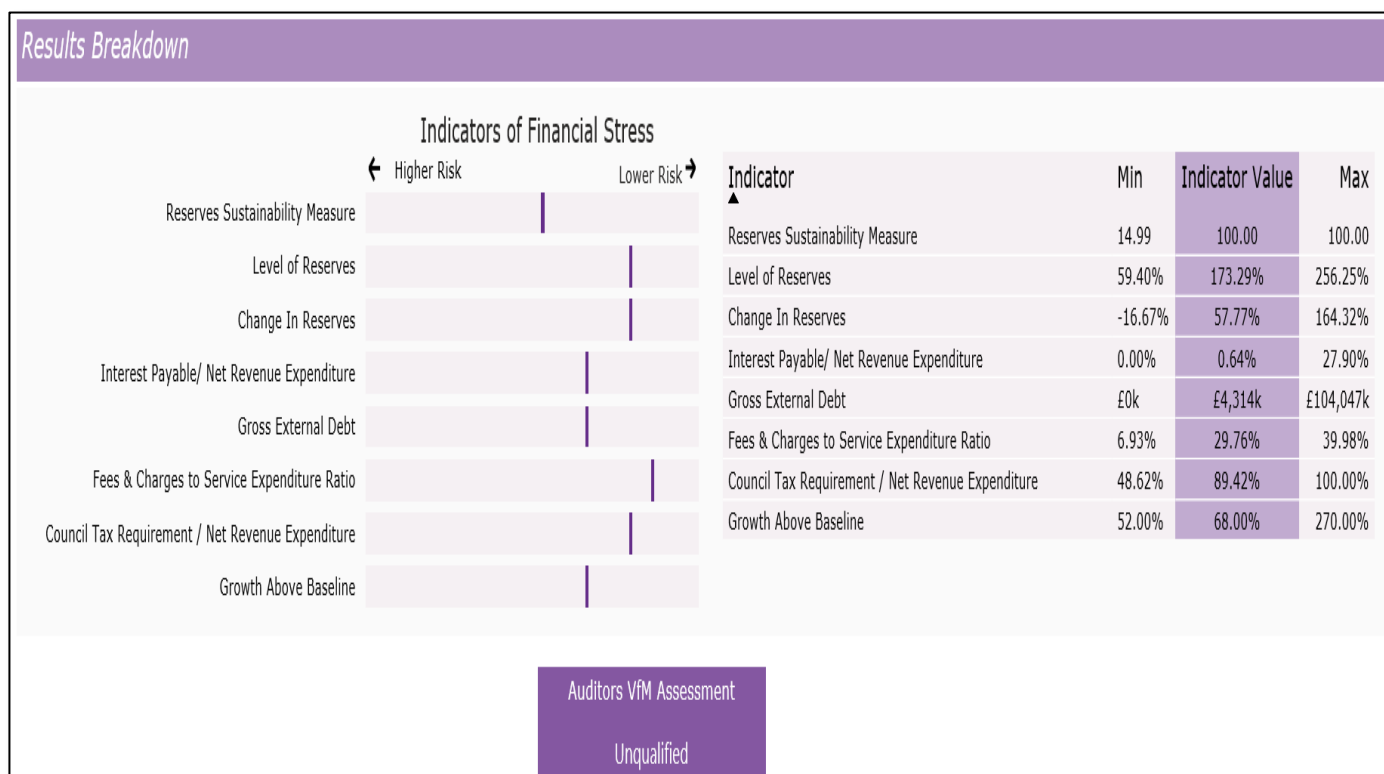 Results Breakdown
Indicators of Financial Stress
← Higher Risk Lower Risk →
Reserves Sustainability Measure
Level of Reserves
Change In Reserves
Interest Payable/ Net Revenue Expenditure
Gross External Debt
Fees & Charges to Service Expenditure Ratio
Council Tax Requirement / Net Revenue Expenditure
Growth Above Baseline
Indicator Min Indicator Value Max
Reserves Sustainability Measure 14.99 100.00 100.00
Level of Reserves 59.40% 173.29% 256.25%
Change In Reserves -16.67% 57.77% 164.32%
Interest Payable/ Net Revenue Expenditure 0.00% 0.64% 27.90%
Gross External Debt £0k £4,314k £104,047k
Fees & Charges to Service Expenditure Ratio 6.93% 29.76% 39.98%
Council Tax Requirement / Net Revenue Expenditure 48.62% 89.42% 100.00%
Growth Above Baseline 52.00% 68.00% 270.00%
Auditors VfM Assessment
Unqualified